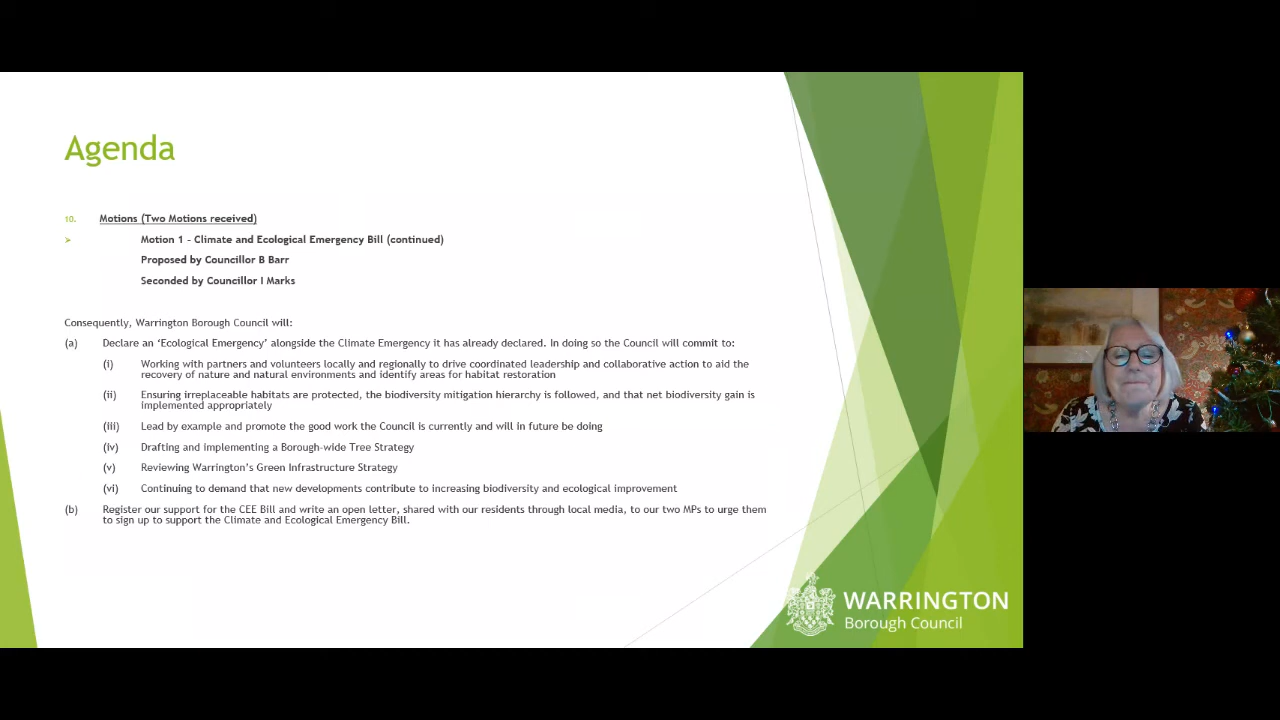 Agenda
10. Motions (Two Motions received)
➢ Motion 1 - Climate and Ecological Emergency Bill (continued)
Proposed by Councillor B Barr
Seconded by Councillor I Marks
Consequently, Warrington Borough Council will:
(a) Declare an ‘Ecological Emergency’ alongside the Climate Emergency it has already declared. In doing so the Council will commit to:
(i) Working with partners and volunteers locally and regionally to drive coordinated leadership and collaborative action to aid the
recovery of nature and natural environments and identify areas for habitat restoration
(ii) Ensuring irreplaceable habitats are protected, the biodiversity mitigation hierarchy is followed, and that net biodiversity gain is
implemented appropriately
(iii) Lead by example and promote the good work the Council is currently and will in future be doing
(iv) Drafting and implementing a Borough-wide Tree Strategy
(v) Reviewing Warrington’s Green Infrastructure Strategy
(vi) Continuing to demand that new developments contribute to increasing biodiversity and ecological improvement
(b) Register our support for the CEE Bill and write an open letter, shared with our residents through local media, to our two MPs to urge them
to sign up to support the Climate and Ecological Emergency Bill.
WARRINGTON
Borough Council